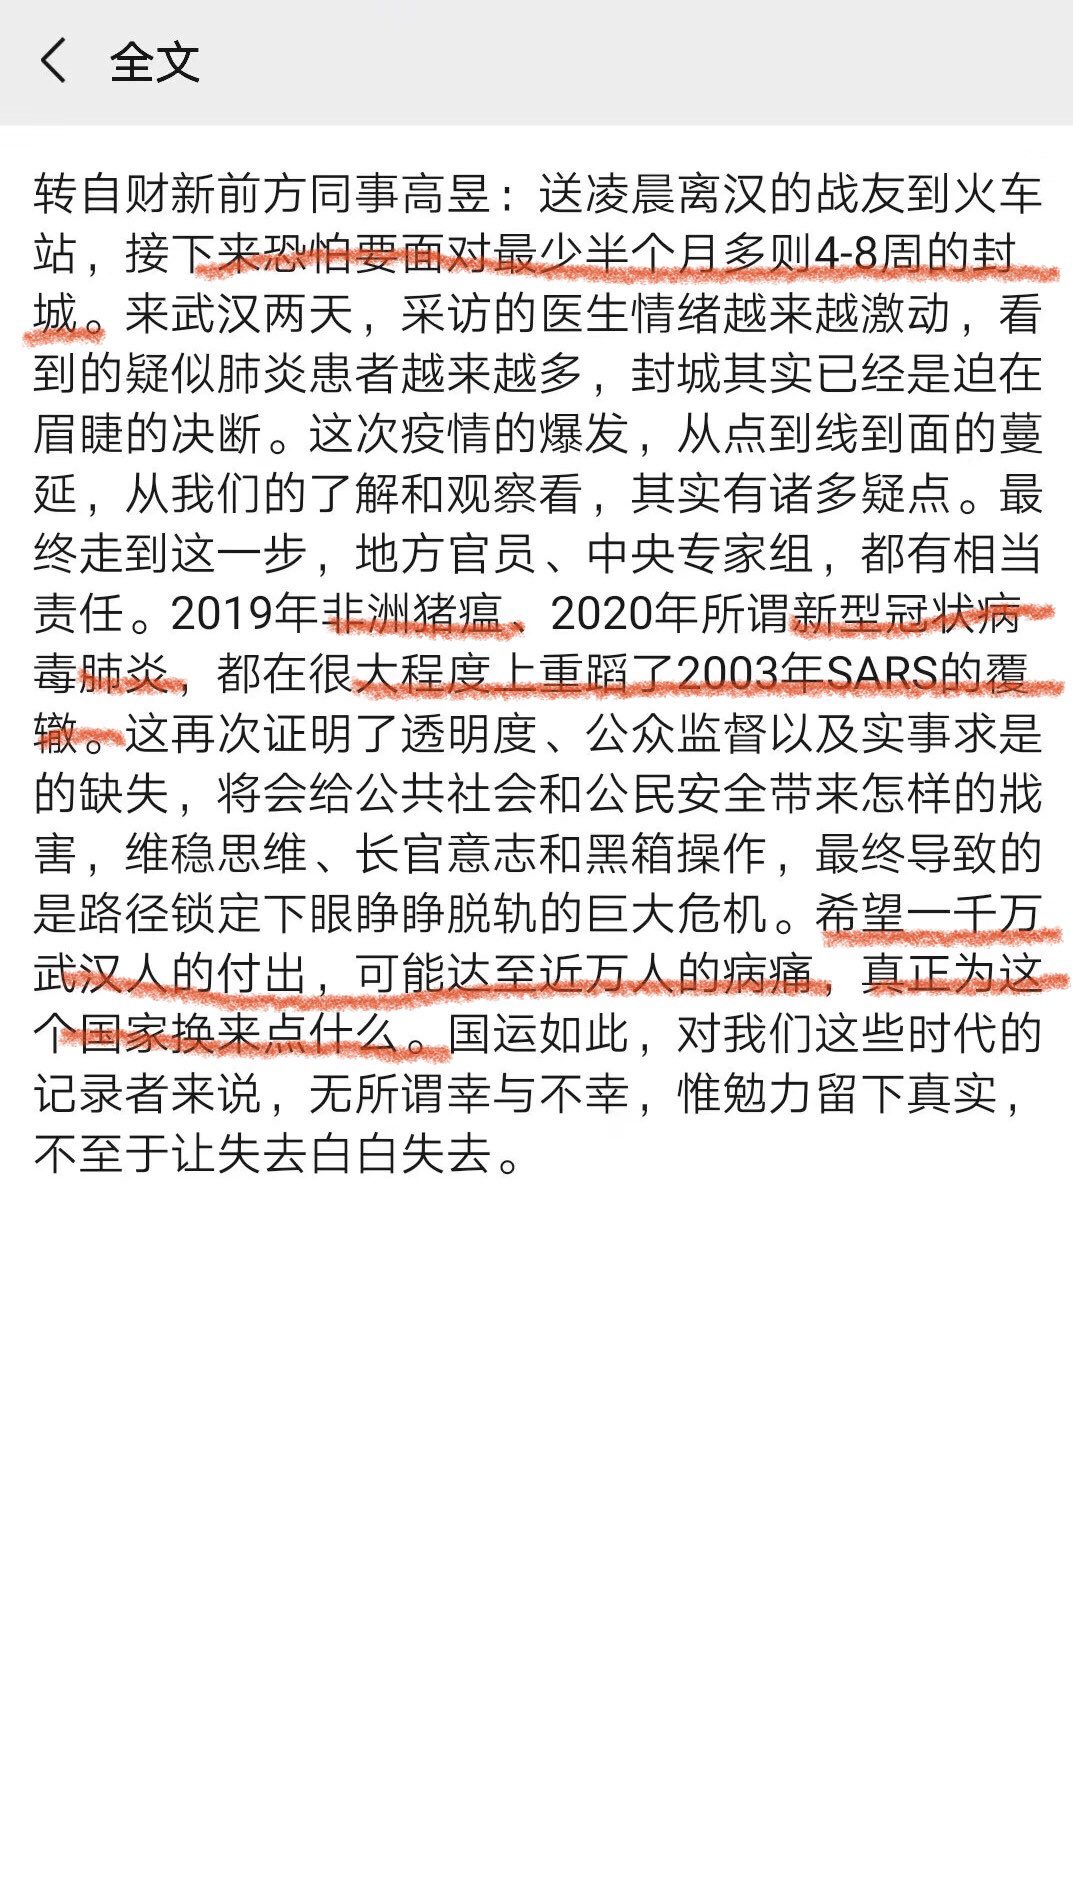 全文
转自财新前方同事高昱：送凌晨离汉的战友到火车
站，接下来恐怕要面对最少半个月多则4-8周的封
城。来武汉两天，采访的医生情绪越来越激动，看
到的疑似肺炎患者越来越多，封城其实已经是迫在
眉睫的决断。这次疫情的爆发，从点到线到面的蔓
延，从我们的了解和观察看，其实有诸多疑点。最
终走到这一步，地方官员、中央专家组，都有相当
责任。2019年非洲猪瘟、2020年所谓新型冠状病
毒肺炎，都在很大程度上重蹈了2003年SARS的覆
辙。这再次证明了透明度、公众监督以及实事求是
的缺失，将会给公共社会和公民安全带来怎样的戕
害，维稳思维、长官意志和黑箱操作，最终导致的
是路径锁定下眼睁睁脱轨的巨大危机。希望一千万
武汉人的付出，可能达至近万人的病痛，真正为这
个国家换来点什么。国运如此，对我们这些时代的
记录者来说，无所谓幸与不幸，惟勉力留下真实，
不至于让失去白白失去。